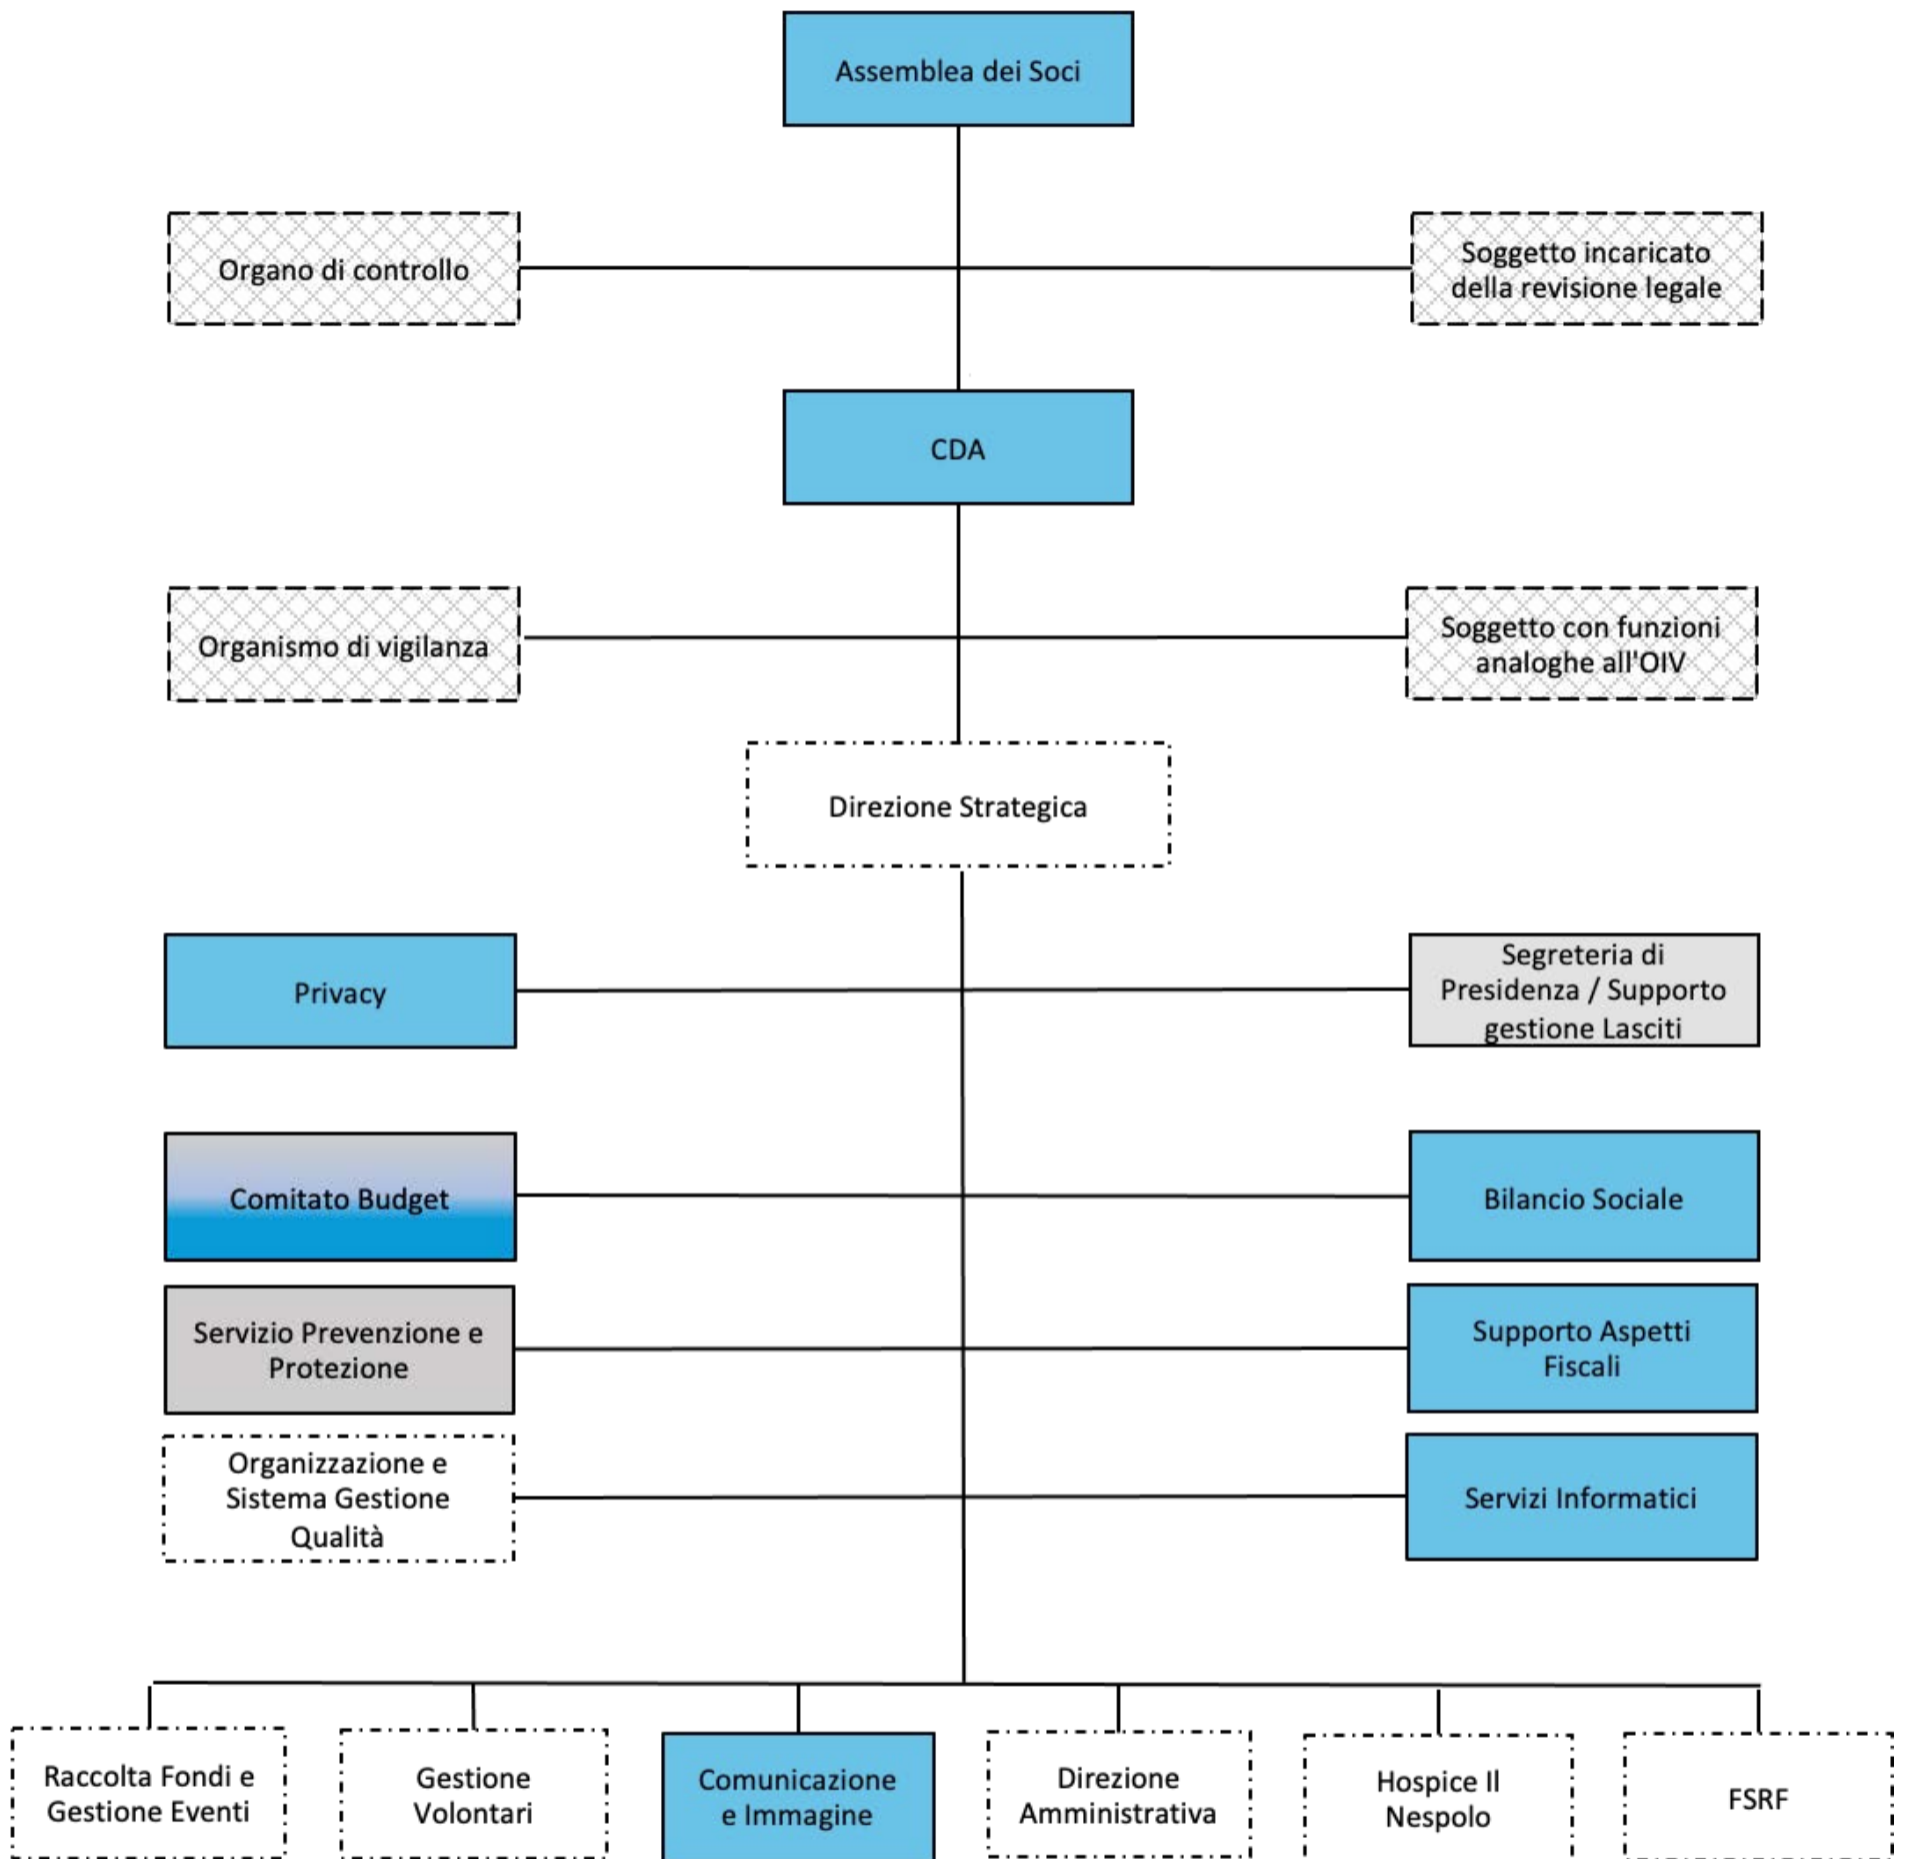 Assemblea dei Soci
Organo di controllo
Soggetto incaricato
della revisione legale
CDA
Organismo di vigilanza
Soggetto con funzioni
analoghe all'OIV
Direzione Strategica
Privacy
Segreteria di
Presidenza / Supporto
gestione Lasciti
Comitato Budget
Bilancio Sociale
Servizio Prevenzione e
Protezione
Supporto Aspetti
Fiscali
Organizzazione e
Sistema Gestione
Qualità
Servizi Informatici
Raccolta Fondi e
Gestione Eventi
Gestione
Volontari
Comunicazione
e Immagine
Direzione
Amministrativa
Hospice Il
Nespolo
FSRF